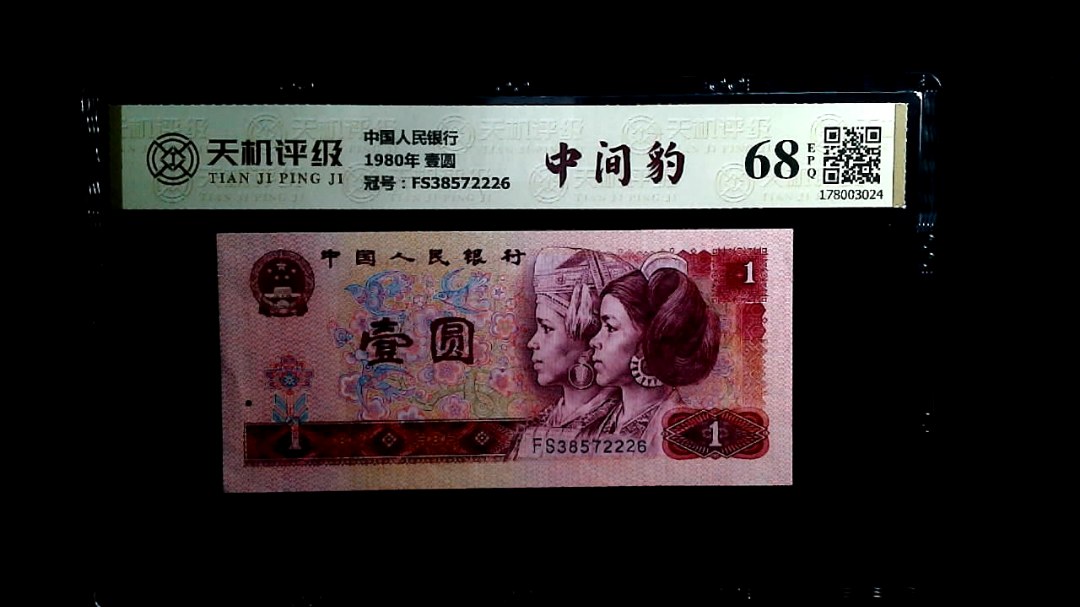 天机评级
TIAN JI PING JI
中国人民银行
1980年 壹圆
冠号：FS38572226
中间豹
68
EPQ
178003024
中国人民银行
1
壹圆
1
FS38572226
1